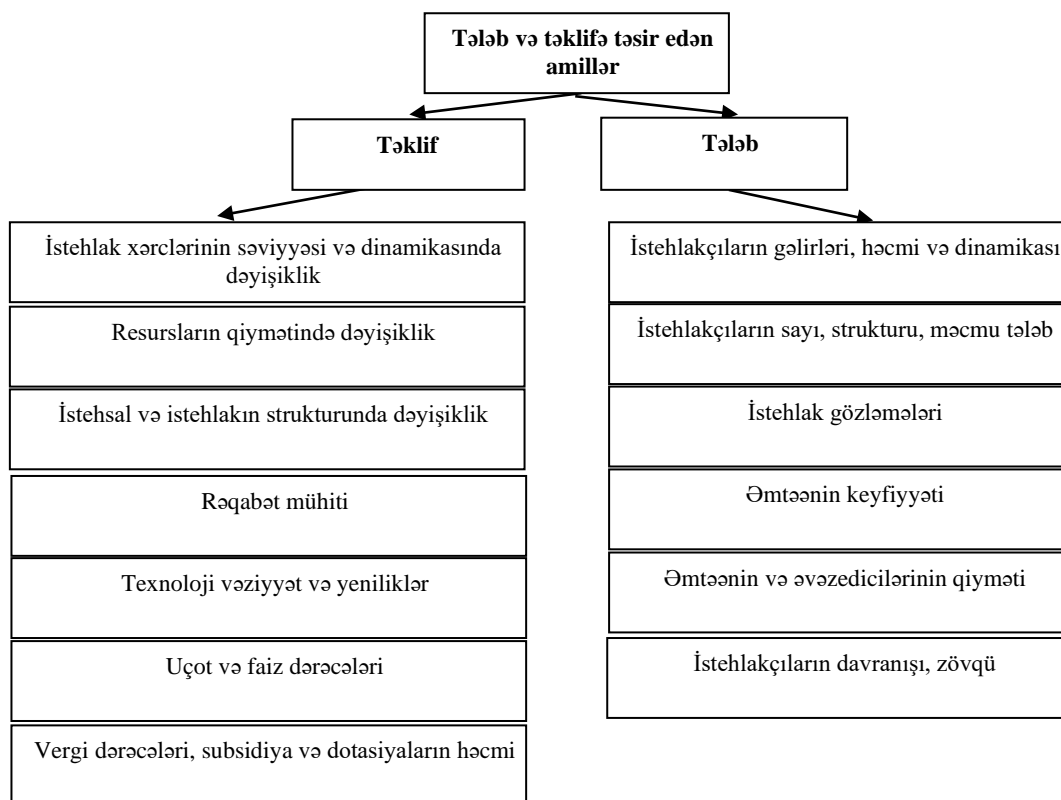 Tələb və təklifə təsir edən
amillər
Təklif
Tələb
İstehlak xərclərinin səviyyəsi və dinamikasında
dəyişiklik
Resursların qiymətində dəyişiklik
İstehsal və istehlakın strukturunda dəyişiklik
Rəqabət mühiti
Texnoloji vəziyyət və yeniliklər
Uçot və faiz dərəcələri
Vergi dərəcələri, subsidiya və dotasiyaların həcmi
İstehlakçıların gəlirləri, həcmi və dinamikası
İstehlakçıların sayı, strukturu, məcmu tələb
İstehlak gözləmələri
Əmtəənin keyfiyyəti
Əmtəənin və əvəzedicilərinin qiyməti
İstehlakçıların davranışı, zövqü